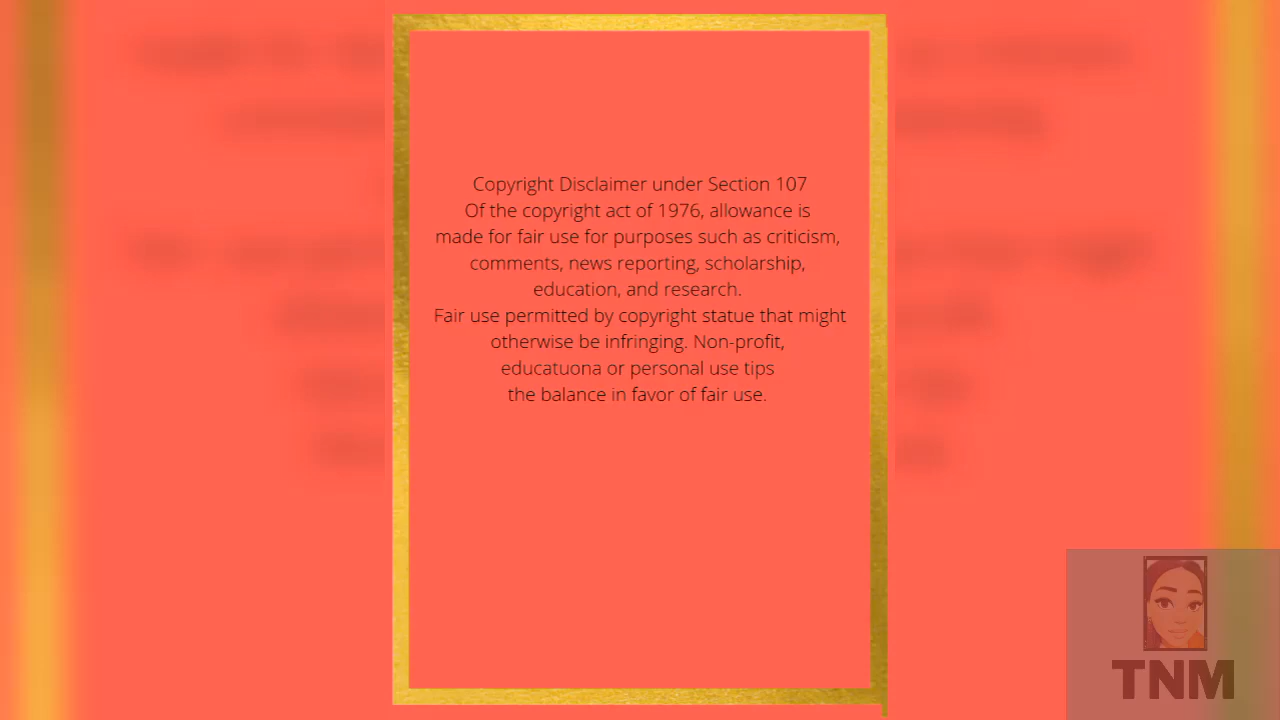 Copyright Disclaimer under Section 107
Of the copyright act of 1976, allowance is
made for fair use for purposes such as criticism,
comments, news reporting, scholarship,
education, and research.
Fair use permitted by copyright statue that might
otherwise be infringing. Non-profit,
educatuona or personal use tips
the balance in favor of fair use.
TNM